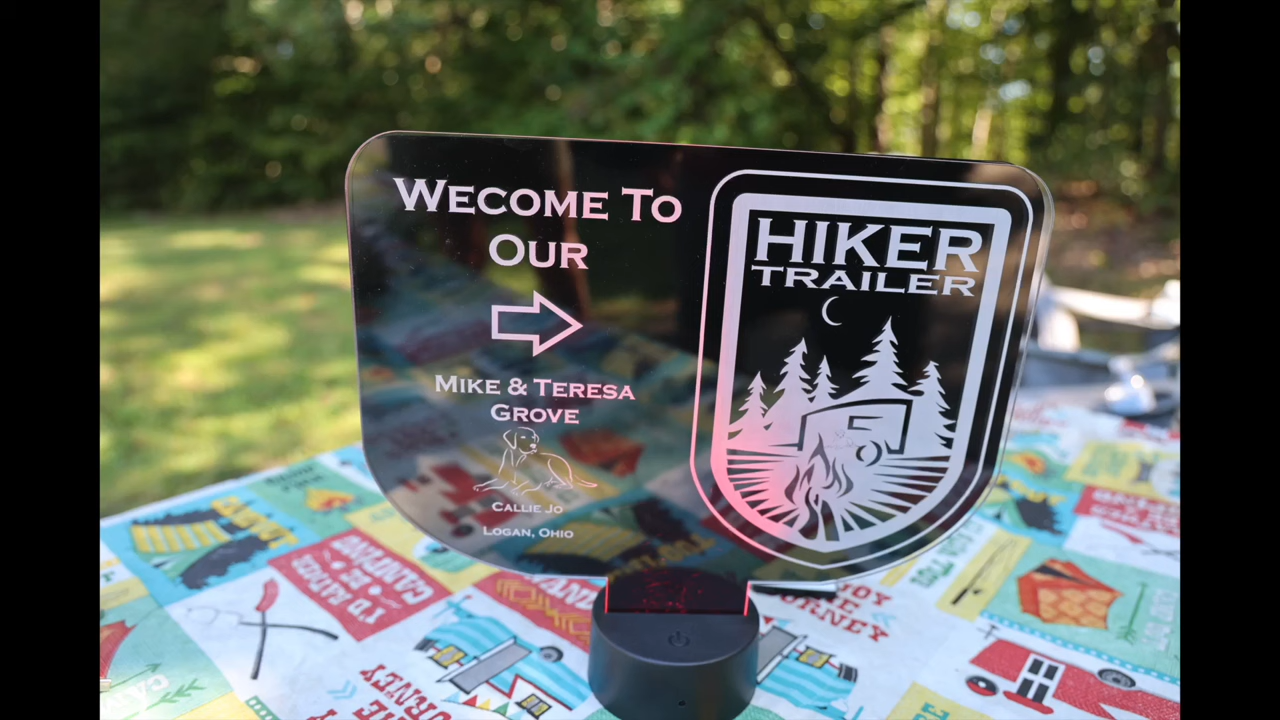 WECOME TO
OUR
MIKE & TERESA
GROVE
CALLIE JO
LOGAN, OHIO
HIKER
TRAILER
I'D RATHER
BE
CAMPING